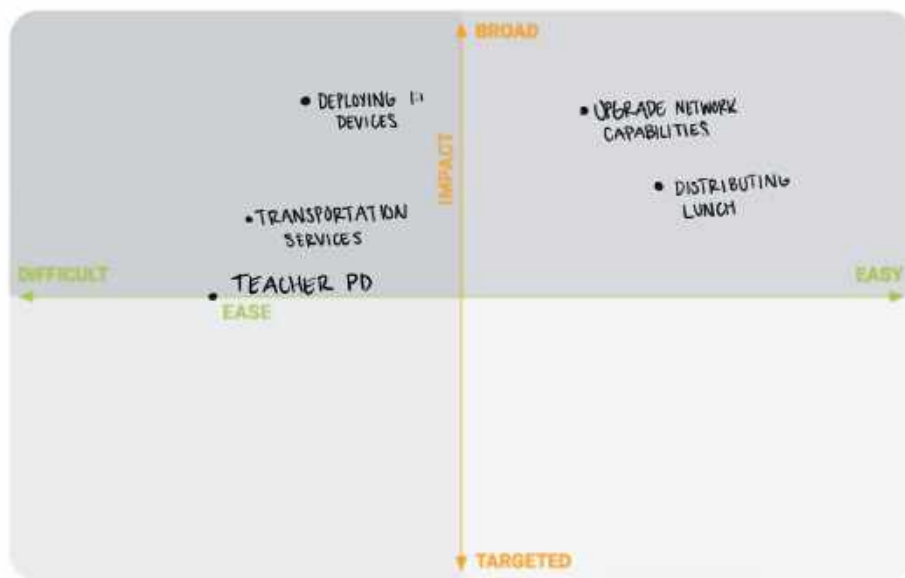 BROAD
• DEPLOYING 1:1
DEVICES
• UPGRADE NETWORK
CAPABILITIES
IMPACT
• DISTRIBUTING
LUNCH
• TRANSPORTATION
SERVICES
DIFFICULT
TEACHER PD
EASY
EASE
TARGETED